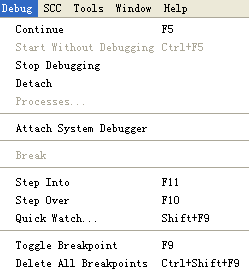 Debug SCC Tools Window Help
Continue F5
Start Without Debugging Ctrl+F5
Stop Debugging
Detach
Processes...
Attach System Debugger
Break
Step Into F11
Step Over F10
Quick Watch... Shift+F9
Toggle Breakpoint F9
Delete All Breakpoints Ctrl+Shift+F9